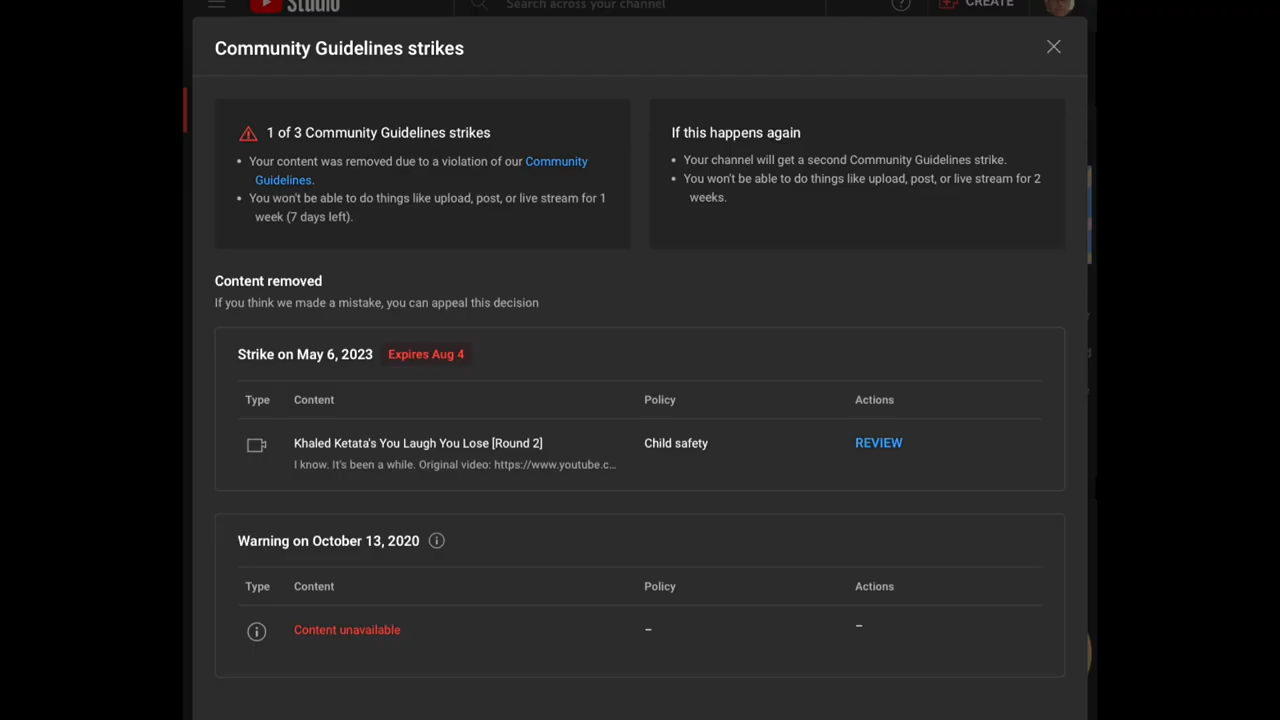 Studio
Search across your channel
CREATE
Community Guidelines strikes
1 of 3 Community Guidelines strikes
• Your content was removed due to a violation of our Community
Guidelines.
• You won't be able to do things like upload, post, or live stream for 1
week (7 days left).
If this happens again
• Your channel will get a second Community Guidelines strike.
• You won't be able to do things like upload, post, or live stream for 2
weeks.
Content removed
If you think we made a mistake, you can appeal this decision
Strike on May 6, 2023 Expires Aug 4
Type Content Policy Actions
Khaled Ketata's You Laugh You Lose [Round 2] Child safety REVIEW
I know. It's been a while. Original video: https://www.youtube.c...
Warning on October 13, 2020
Type Content Policy Actions
Content unavailable – –